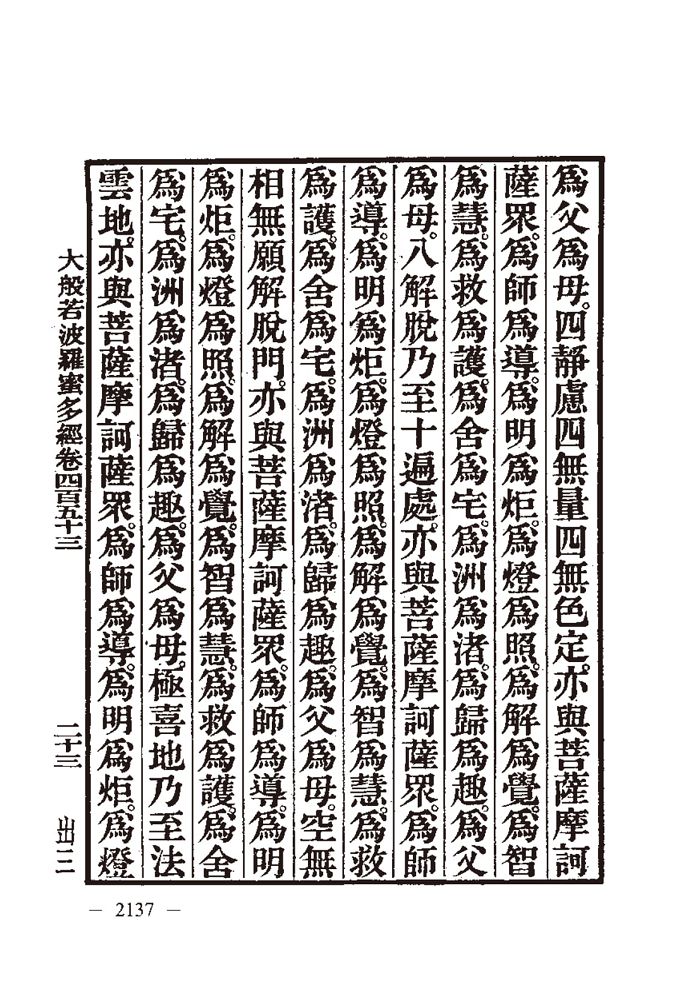 爲父爲母。四靜慮四無量四無色定。亦與菩薩摩訶
薩眾。爲師爲導。爲明爲炬。爲燈爲照。爲解爲覺。爲智
爲慧。爲救爲護。爲舍爲宅。爲洲爲渚。爲歸爲趣。爲父
爲母。八解脫乃至十遍處。亦與菩薩摩訶薩眾。爲師
爲導。爲明爲炬。爲燈爲照。爲解爲覺。爲智爲慧。爲救
爲護。爲舍爲宅。爲洲爲渚。爲歸爲趣。爲父爲母。空無
相無願解脫門。亦與菩薩摩訶薩眾。爲師爲導。爲明
爲炬。爲燈爲照。爲解爲覺。爲智爲慧。爲救爲護。爲舍
爲宅。爲洲爲渚。爲歸爲趣。爲父爲母。極喜地乃至法
雲地。亦與菩薩摩訶薩眾。爲師爲導。爲明爲炬。爲燈
大般若波羅蜜多經卷四百五十三 二十三 出三
— 2137 —